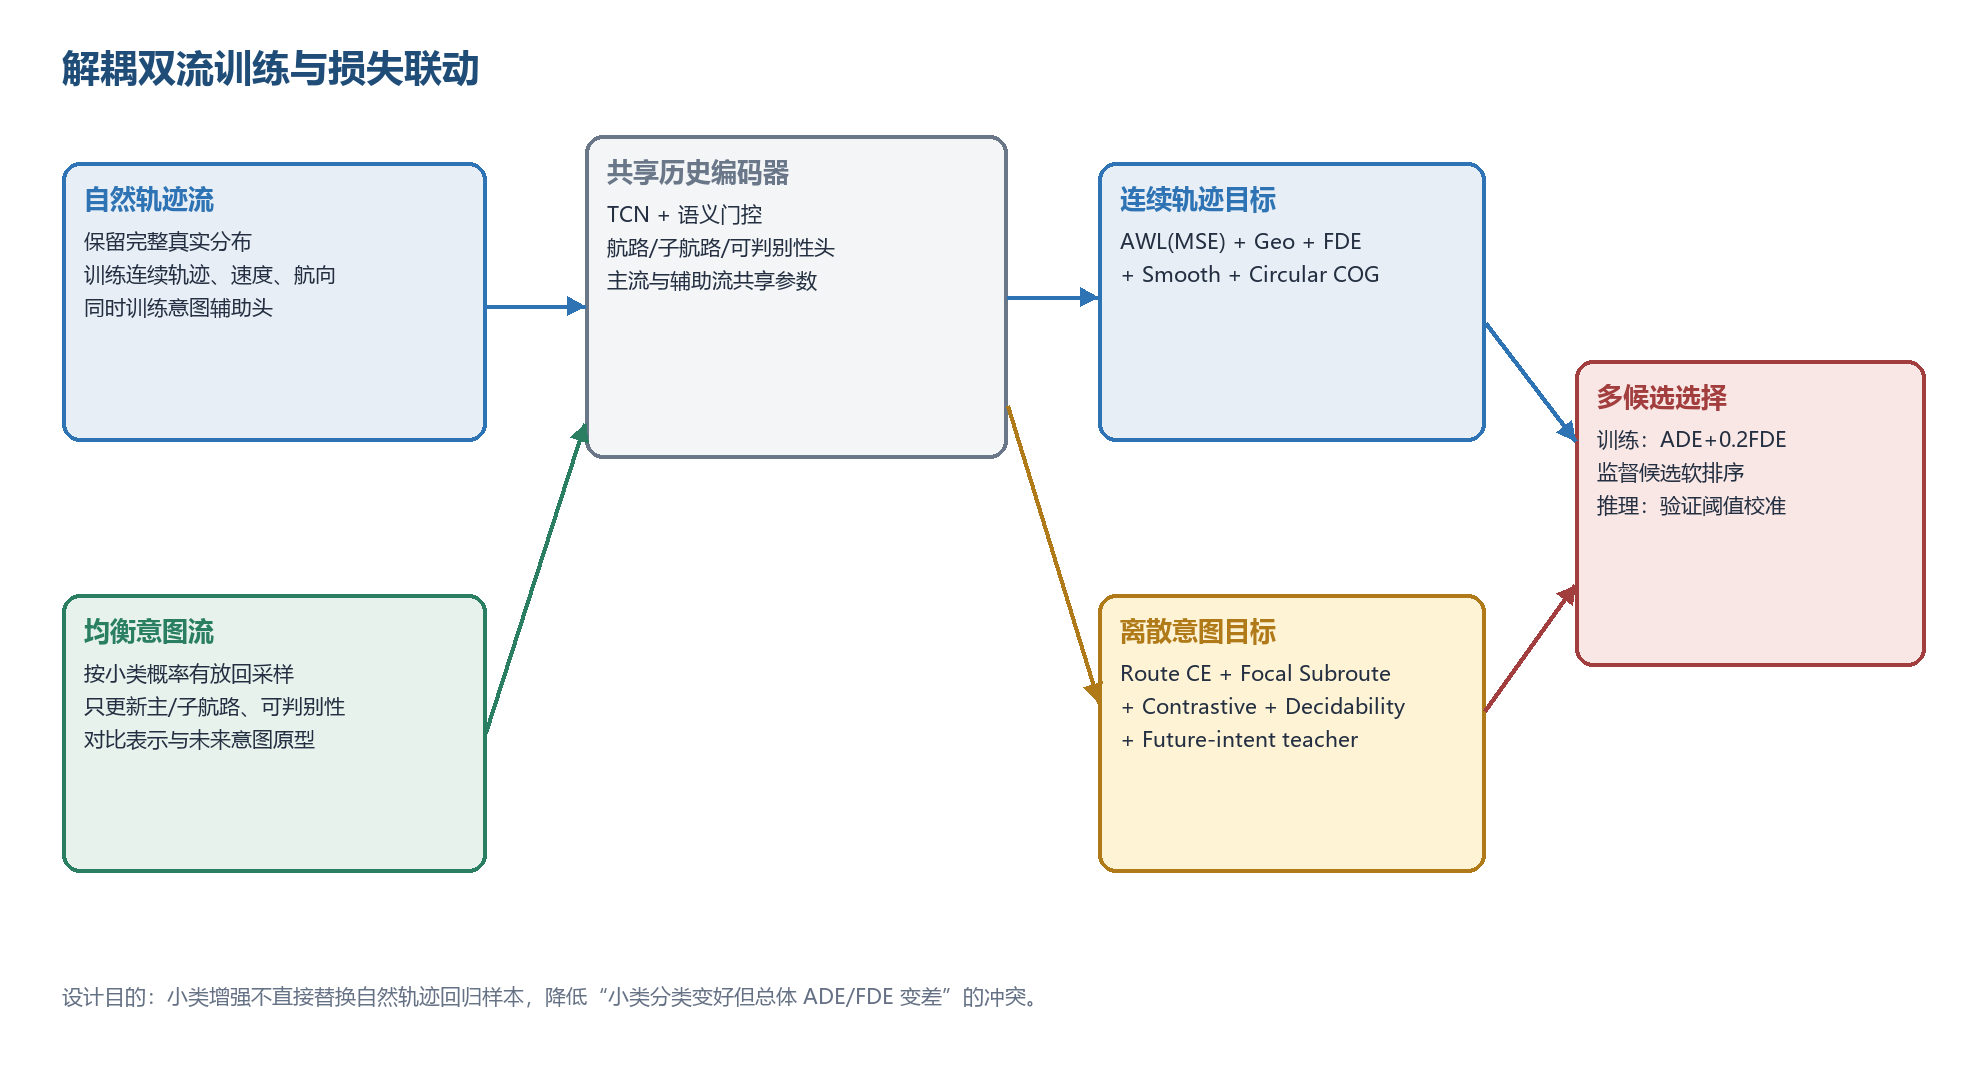 解耦双流训练与损失联动
自然轨迹流
保留完整真实分布
训练连续轨迹、速度、航向
同时训练意图辅助头
共享历史编码器
TCN + 语义门控
航路/子航路/可判别性头
主流与辅助流共享参数
连续轨迹目标
AWL(MSE) + Geo + FDE
+ Smooth + Circular COG
多候选选择
训练：ADE+0.2FDE
监督候选软排序
推理：验证阈值校准
均衡意图流
按小类概率有放回采样
只更新主/子航路、可判别性
对比表示与未来意图原型
离散意图目标
Route CE + Focal Subroute
+ Contrastive + Decidability
+ Future-intent teacher
设计目的：小类增强不直接替换自然轨迹回归样本，降低“小类分类变好但总体 ADE/FDE 变差”的冲突。